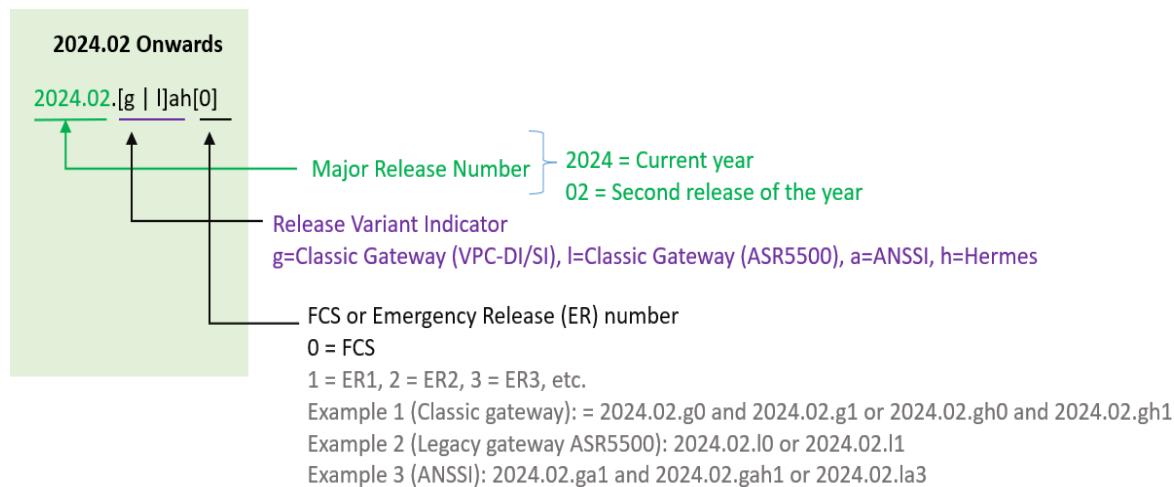 2024.02 Onwards
2024.02.[g | l]ah[0]
Major Release Number
2024 = Current year
02 = Second release of the year
Release Variant Indicator
g=Classic Gateway (VPC-DI/SI), l=Classic Gateway (ASR5500), a=ANSSI, h=Hermes
FCS or Emergency Release (ER) number
0 = FCS
1 = ER1, 2 = ER2, 3 = ER3, etc.
Example 1 (Classic gateway): = 2024.02.g0 and 2024.02.g1 or 2024.02.gh0 and 2024.02.gh1
Example 2 (Legacy gateway ASR5500): 2024.02.l0 or 2024.02.l1
Example 3 (ANSSI): 2024.02.ga1 and 2024.02.gah1 or 2024.02.la3